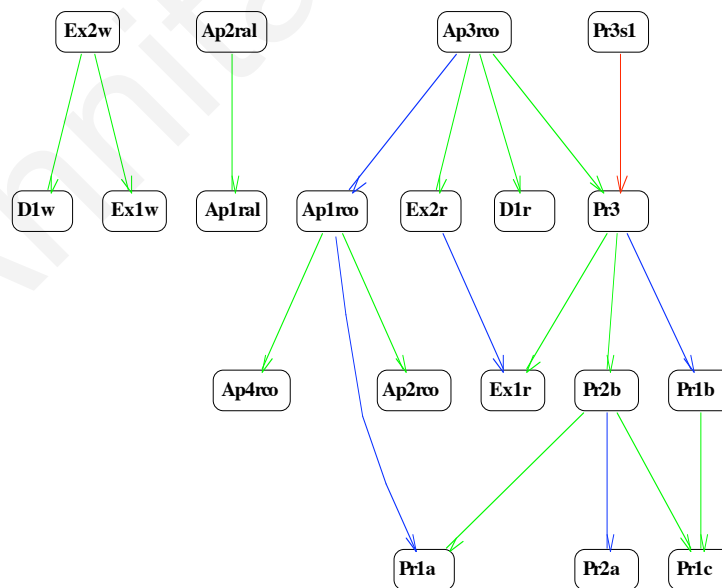 Ex2w Ap2ral Ap3rco Pr3s1
D1w Ex1w Ap1ral Ap1rco Ex2r D1r Pr3
Ap4rco Ap2rco Ex1r Pr2b Pr1b
Pr1a Pr2a Pr1c